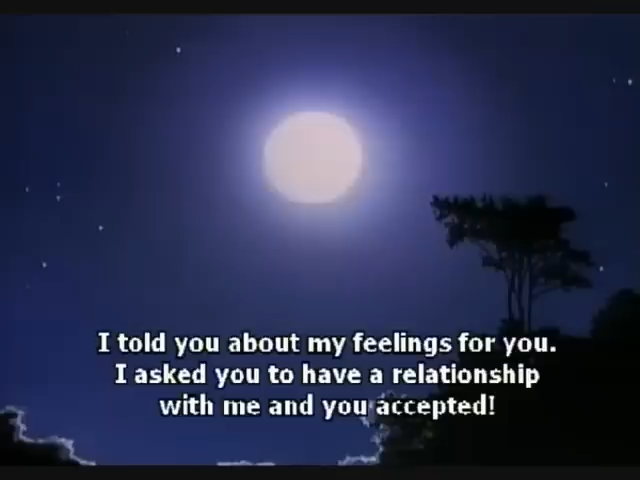 I told you about my feelings for you.
I asked you to have a relationship
with me and you accepted!